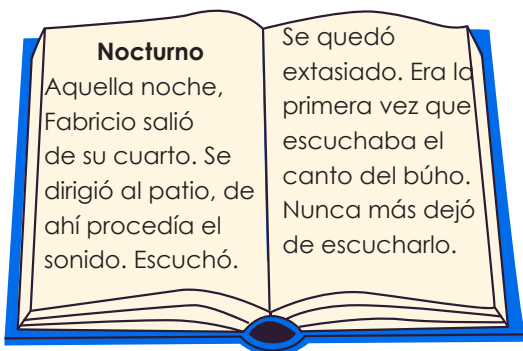 Nocturno
Aquella noche,
Fabricio salió
de su cuarto. Se
dirigió al patio, de
ahí procedía el
sonido. Escuchó.
Se quedó
extasiado. Era la
primera vez que
escuchaba el
canto del búho.
Nunca más dejó
de escucharlo.